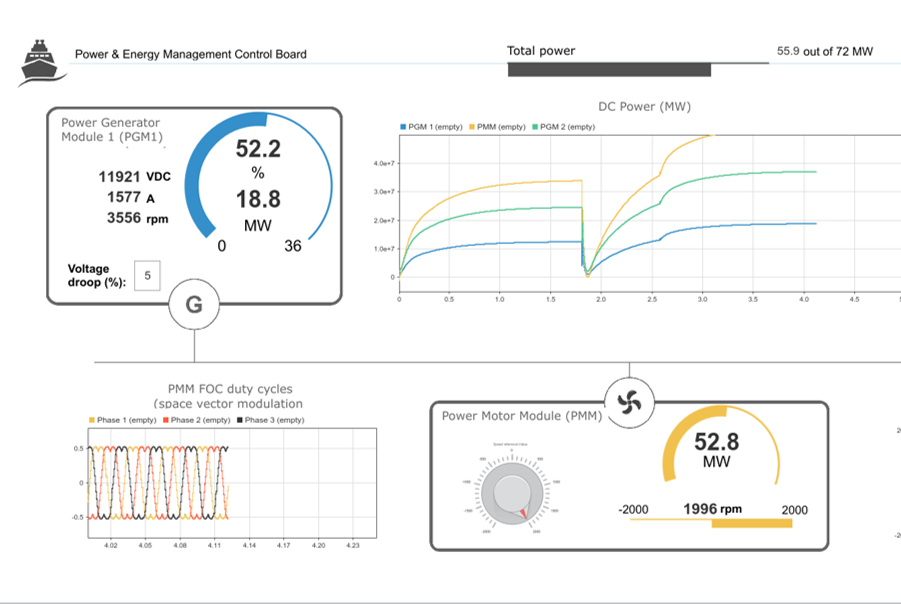 Power & Energy Management Control Board
Total power
55.9 out of 72 MW
Power Generator
Module 1 (PGM1)
52.2
%
18.8
MW
0 36
11921 VDC
1577 A
3556 rpm
Voltage
droop (%):
5
G
DC Power (MW)
PGM 1 (empty) PMM (empty) PGM 2 (empty)
4.0e+7
3.0e+7
2.0e+7
1.0e+7
0
0 0.5 1.0 1.5 2.0 2.5 3.0 3.5 4.0 4.5
PMM FOC duty cycles
(space vector modulation
Phase 1 (empty) Phase 2 (empty) Phase 3 (empty)
0.5
0
-0.5
4.02 4.05 4.08 4.11 4.14 4.17 4.20 4.23
Power Motor Module (PMM)
52.8
MW
-2000 1996 rpm 2000